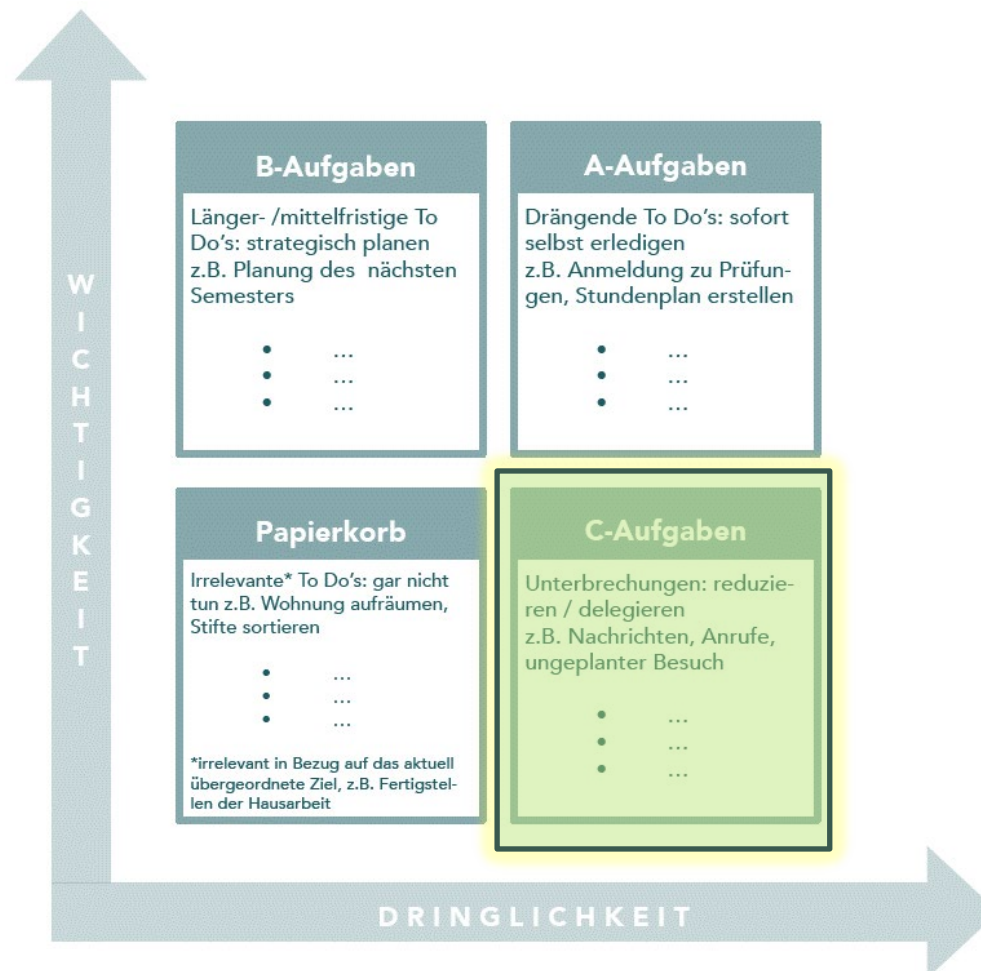 WICHTIGKEIT
B-Aufgaben
Länger- /mittelfristige To
Do's: strategisch planen
z.B. Planung des nächsten
Semesters
• ...
• ...
• ...
A-Aufgaben
Drängende To Do's: sofort
selbst erledigen
z.B. Anmeldung zu Prüfun-
gen, Stundenplan erstellen
• ...
• ...
• ...
Papierkorb
Irrelevante* To Do's: gar nicht
tun z.B. Wohnung aufräumen,
Stifte sortieren
• ...
• ...
• ...
*irrelevant in Bezug auf das aktuell
übergeordnete Ziel, z.B. Fertigstel-
len der Hausarbeit
C-Aufgaben
Unterbrechungen: reduzie-
ren / delegieren
z.B. Nachrichten, Anrufe,
ungeplanter Besuch
• ...
• ...
• ...
DRINGLICHKEIT